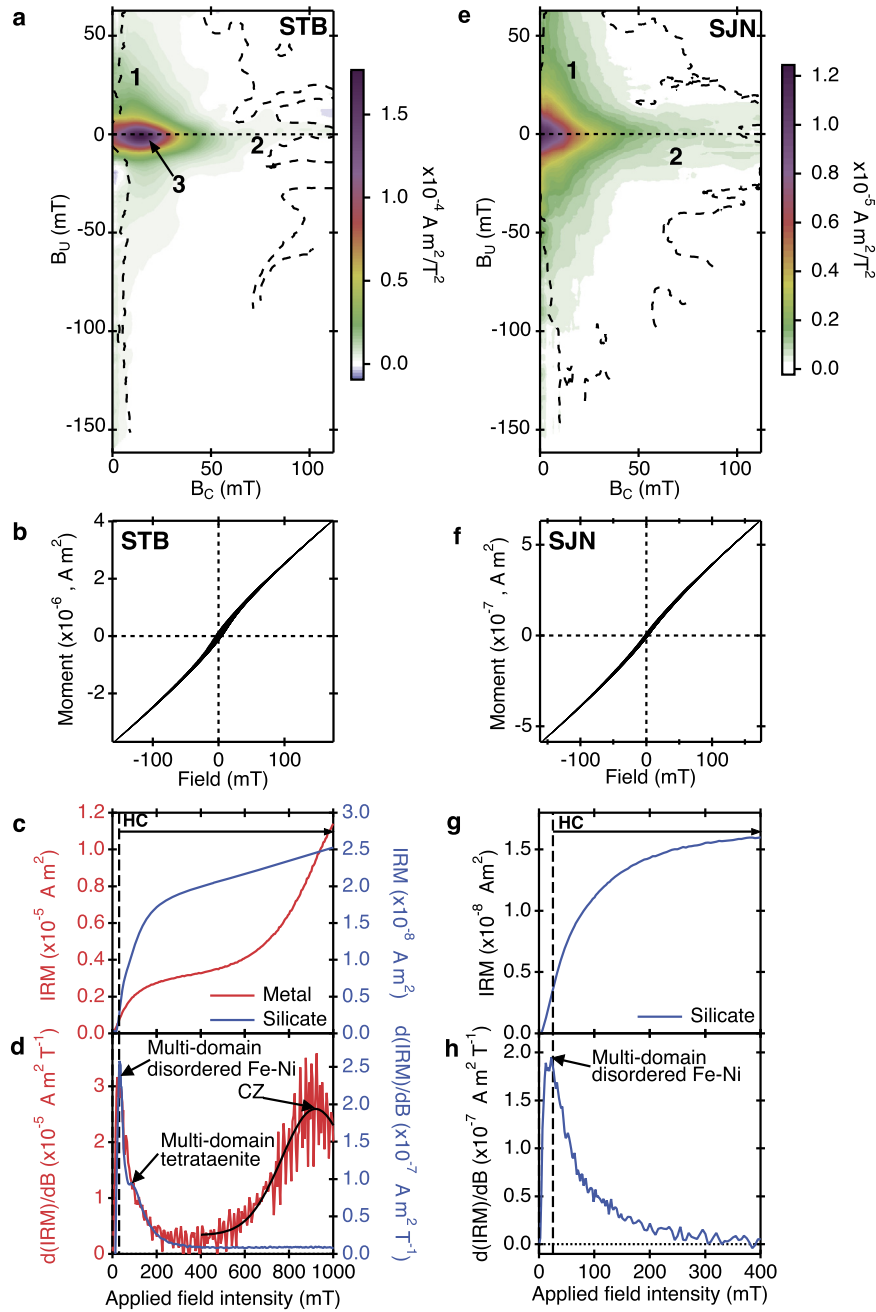 a
STB
50
0
-50
-100
-150
B_U (mT)
0
50
100
B_C (mT)
1
2
3
1.5
1.0
0.5
0.0
x10^-4 A m^2/T^2
e
SJN
50
0
-50
-100
-150
B_U (mT)
0
50
100
B_C (mT)
1
2
1.2
1.0
0.8
0.6
0.4
0.2
0.0
x10^-5 A m^2/T^2
b
STB
4
2
0
-2
Moment (x10^-6 , A m^2)
-100
0
100
Field (mT)
f
SJN
5
0
-5
Moment (x10^-7 , A m^2)
-100
0
100
Field (mT)
c
HC
1.2
1.0
0.8
0.6
0.4
0.2
0.0
IRM (x10^-5 A m^2)
3.0
2.5
2.0
1.5
1.0
0.5
0.0
IRM (x10^-8 A m^2)
Metal
Silicate
g
HC
1.5
1.0
0.5
0.0
IRM (x10^-8 Am^2)
Silicate
d
Multi-domain
disordered Fe-Ni
CZ
Multi-domain
tetrataenite
3
2
1
0
d(IRM)/dB (x10^-5 A m^2 T^-1)
2.5
2.0
1.5
1.0
0.5
0.0
d(IRM)/dB (x10^-7 A m^2 T^-1)
0
200
400
600
800
1000
Applied field intensity (mT)
h
Multi-domain
disordered Fe-Ni
2.0
1.5
1.0
0.5
0.0
d(IRM)/dB (x10^-7 A m^2 T^-1)
0
100
200
300
400
Applied field intensity (mT)